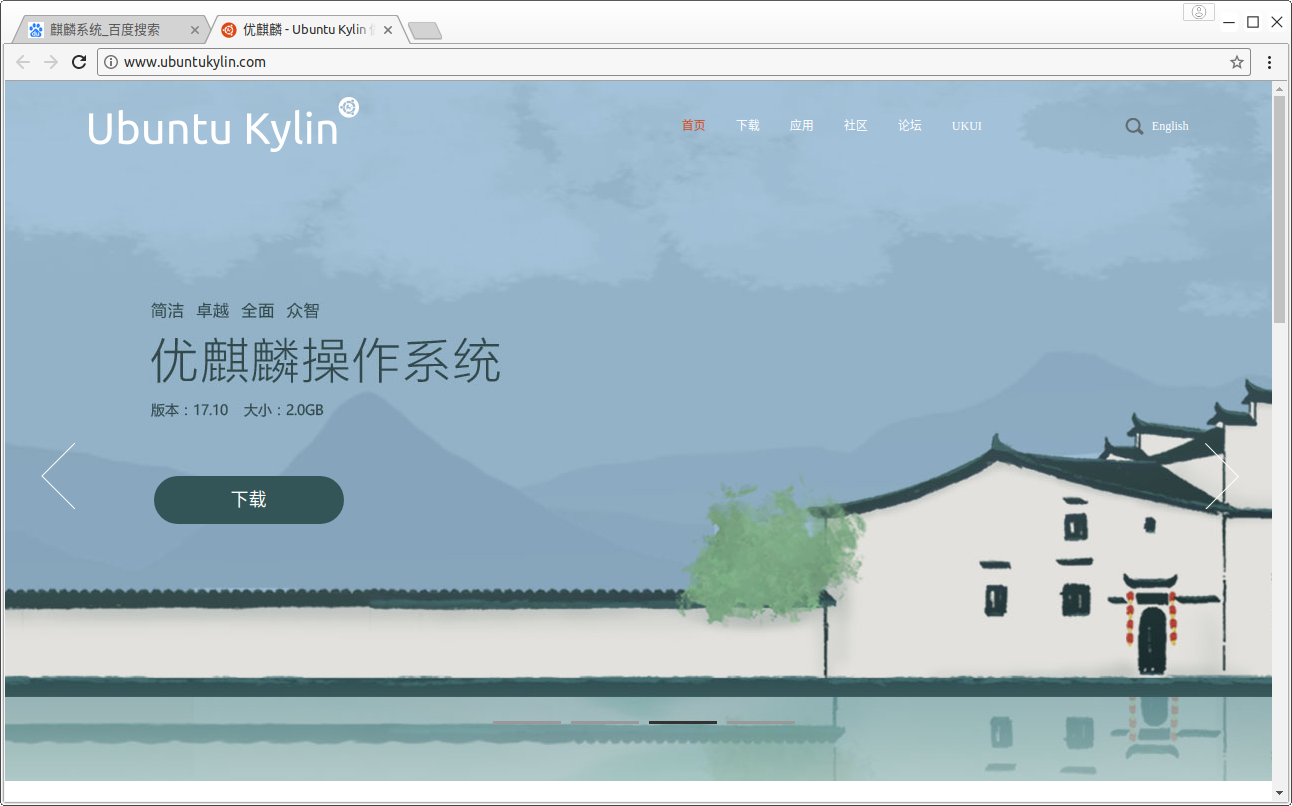 麒麟系统_百度搜索
优麒麟 - Ubuntu Kylin
www.ubuntukylin.com
Ubuntu Kylin
首页 下载 应用 社区 论坛 UKUI English
简洁 卓越 全面 众智
优麒麟操作系统
版本：17.10 大小：2.0GB
下载